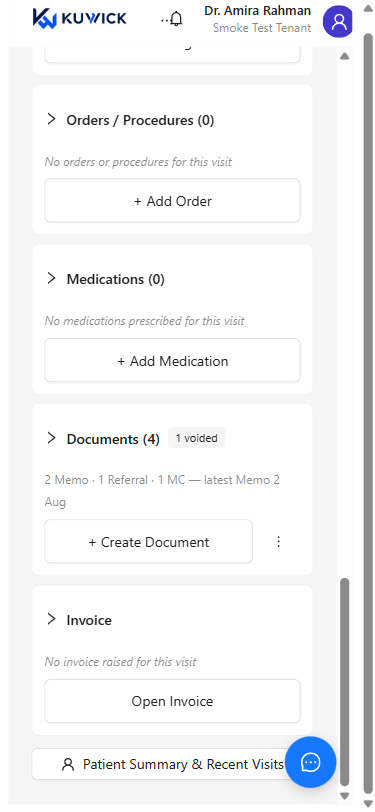 KUWICK
Dr. Amira Rahman
Smoke Test Tenant
Orders / Procedures (0)
No orders or procedures for this visit
+ Add Order
Medications (0)
No medications prescribed for this visit
+ Add Medication
Documents (4) 1 voided
2 Memo · 1 Referral · 1 MC — latest Memo 2
Aug
+ Create Document
Invoice
No invoice raised for this visit
Open Invoice
Patient Summary & Recent Visits